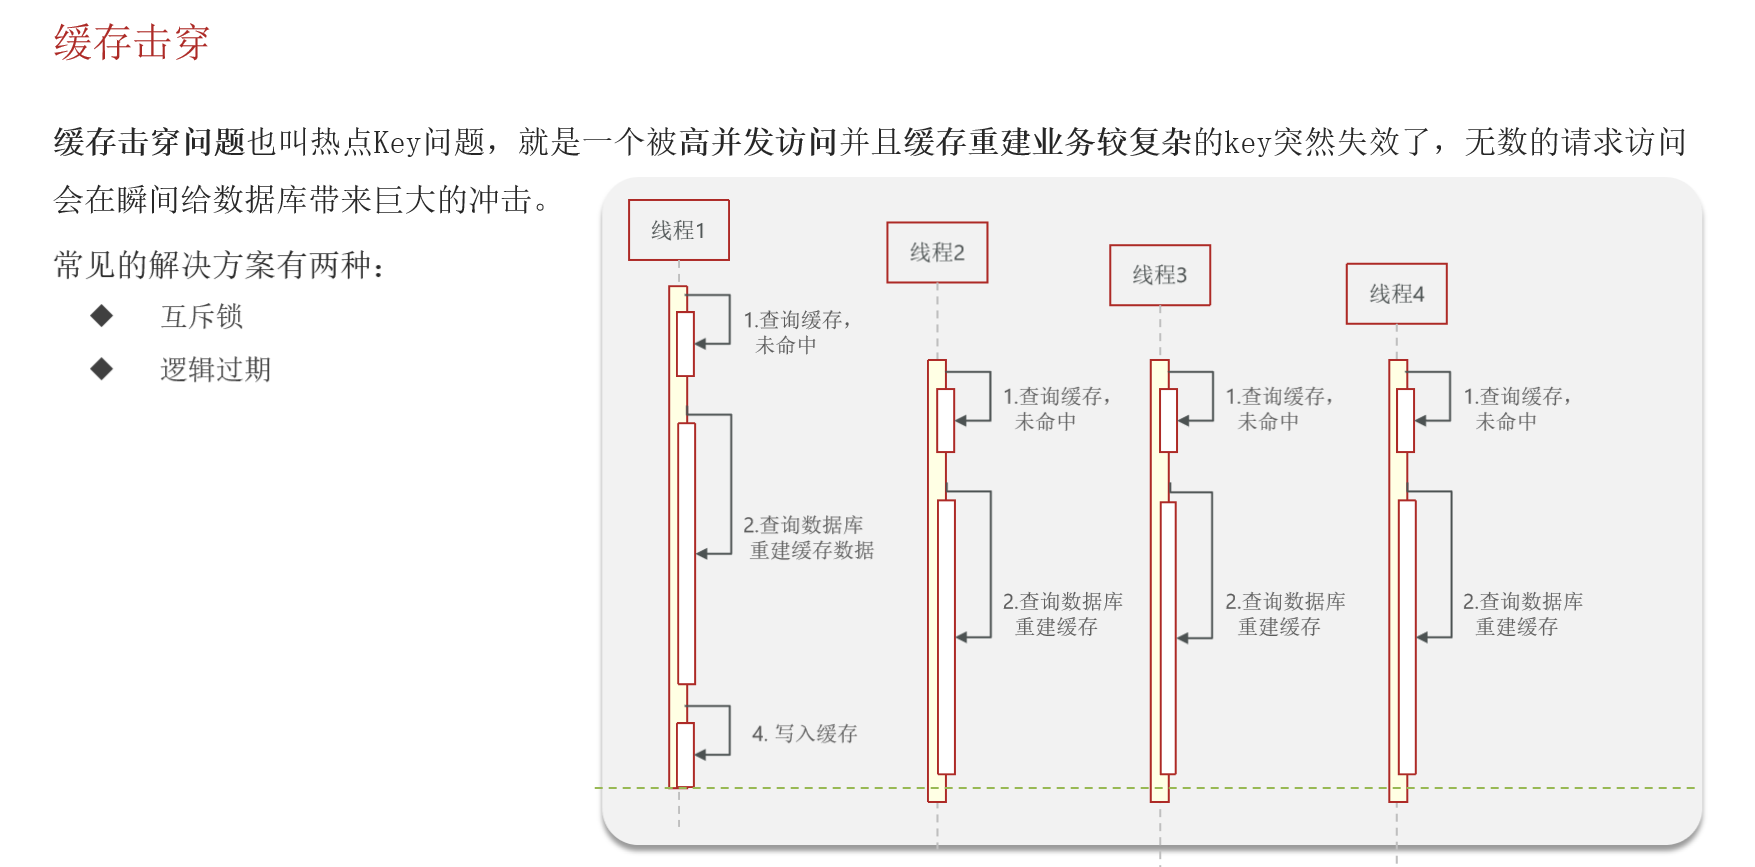 缓存击穿
缓存击穿问题也叫热点Key问题，就是一个被高并发访问并且缓存重建业务较复杂的key突然失效了，无数的请求访问
会在瞬间给数据库带来巨大的冲击。
常见的解决方案有两种：
◆ 互斥锁
◆ 逻辑过期
线程1
1.查询缓存，
未命中
2.查询数据库
重建缓存数据
4. 写入缓存
线程2
1.查询缓存，
未命中
2.查询数据库
重建缓存
线程3
1.查询缓存，
未命中
2.查询数据库
重建缓存
线程4
1.查询缓存，
未命中
2.查询数据库
重建缓存